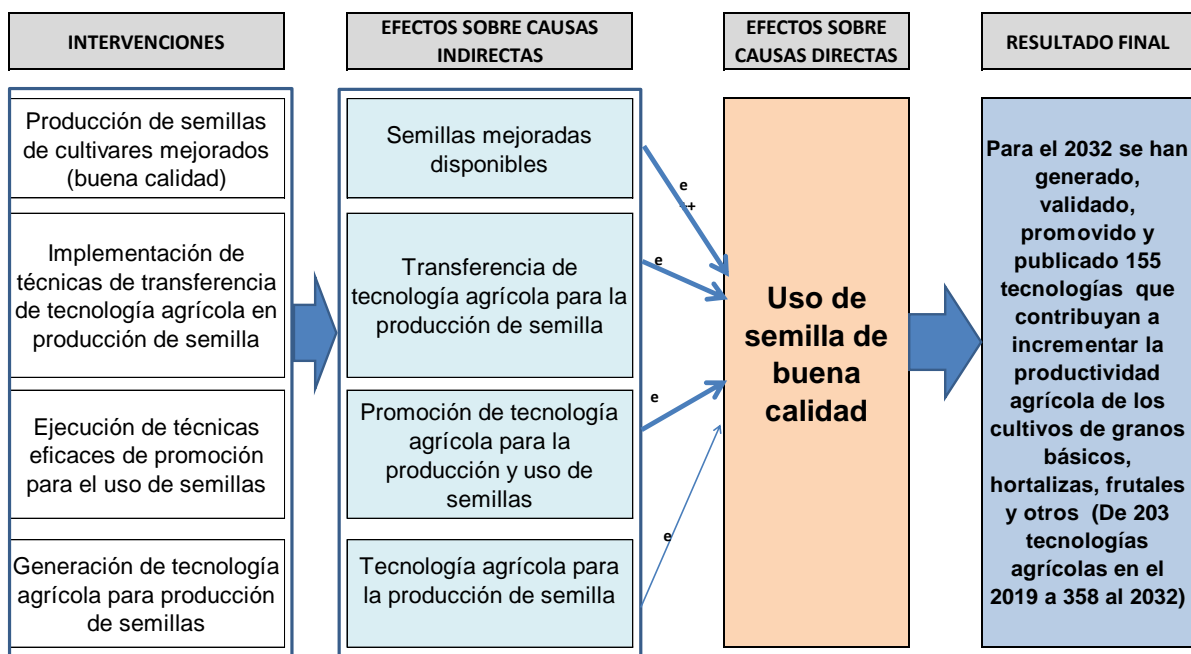 INTERVENCIONES
EFECTOS SOBRE CAUSAS
INDIRECTAS
EFECTOS SOBRE
CAUSAS DIRECTAS
RESULTADO FINAL
Producción de semillas
de cultivares mejorados
(buena calidad)
Implementación de
técnicas de transferencia
de tecnología agrícola en
producción de semilla
Ejecución de técnicas
eficaces de promoción
para el uso de semillas
Generación de tecnología
agrícola para producción
de semillas
Semillas mejoradas
disponibles
Transferencia de
tecnología agrícola para la
producción de semilla
Promoción de tecnología
agrícola para la
producción y uso de
semillas
Tecnología agrícola para
la producción de semilla
e
++
e
e
e
Uso de
semilla de
buena
calidad
Para el 2032 se han
generado,
validado,
promovido y
publicado 155
tecnologías que
contribuyan a
incrementar la
productividad
agrícola de los
cultivos de granos
básicos,
hortalizas, frutales
y otros (De 203
tecnologías
agrícolas en el
2019 a 358 al 2032)